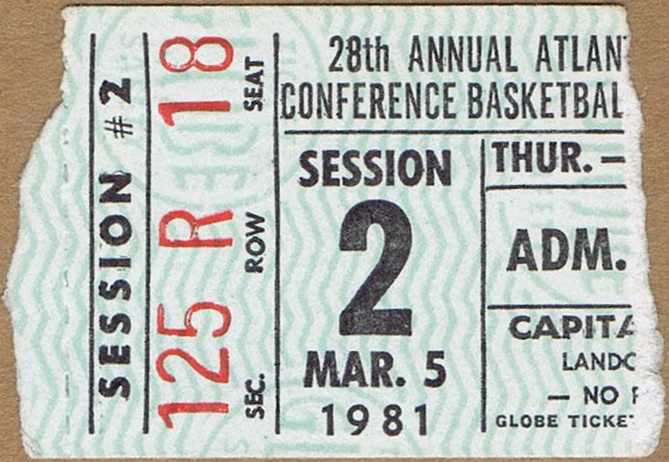 SESSION #2
125 R 18
SEC. ROW SEAT
28th ANNUAL ATLAN
CONFERENCE BASKETBAL
SESSION
2
MAR. 5
1981
THUR. –
ADM.
CAPITA
LANDO
— NO
GLOBE TICKET